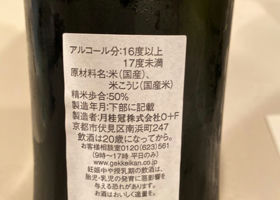 アルコール分:16度以上
17度未満
原材料名:米(国産)、
米こうじ(国産米)
精米歩合:50%
製造年月:下部に記載
製造者:月桂冠株式会社O+F
京都市伏見区南浜町247
飲酒は20歳になってから。
お客様相談室0120(623)561
(9時〜17時 平日のみ)
www.gekkeikan.co.jp
妊娠中や授乳期の飲酒は、
胎児・乳児の発育に悪影響を
与える恐れがあります。
お酒はおいしく適量を。